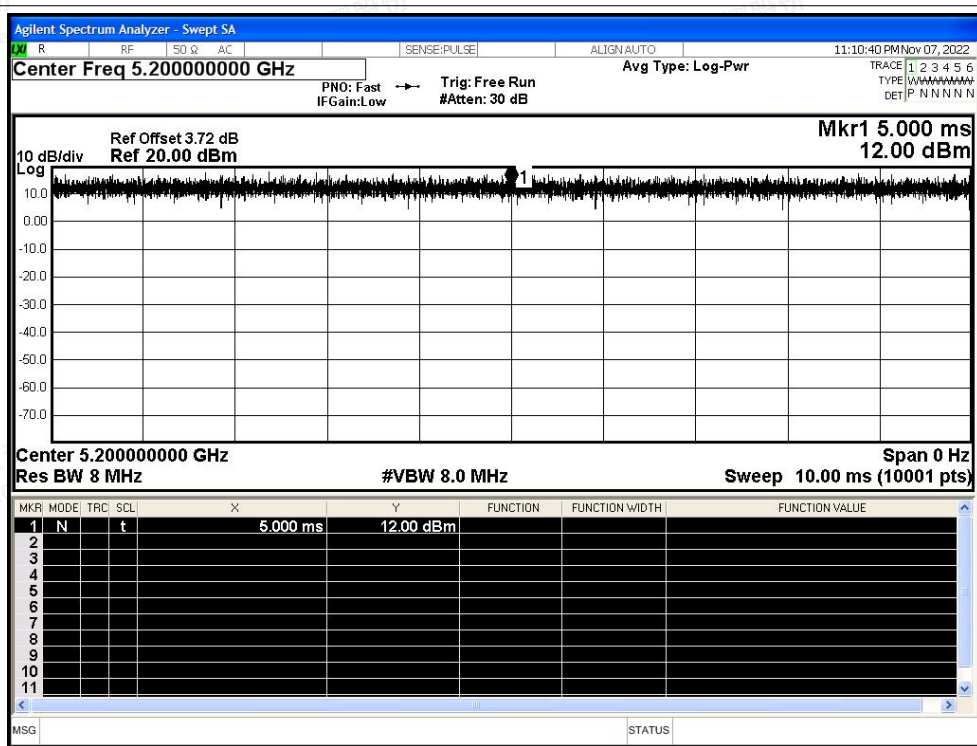 Agilent Spectrum Analyzer - Swept SA
LXI R RF 50 Ω AC SENSE:PULSE ALIGN AUTO 11:10:40 PM Nov 07, 2022
Center Freq 5.200000000 GHz Avg Type: Log-Pwr TRACE 1 2 3 4 5 6
PNO: Fast Trig: Free Run TYPE
IFGain:Low #Atten: 30 dB DET P N N N N N
Mkr1 5.000 ms
12.00 dBm
Ref Offset 3.72 dB
10 dB/div Ref 20.00 dBm
Log
1
10.0
0.00
-10.0
-20.0
-30.0
-40.0
-50.0
-60.0
-70.0
Center 5.200000000 GHz Span 0 Hz
Res BW 8 MHz #VBW 8.0 MHz Sweep 10.00 ms (10001 pts)
MKR MODE TRC SCL X Y FUNCTION FUNCTION WIDTH FUNCTION VALUE
1 N t 5.000 ms 12.00 dBm
2
3
4
5
6
7
8
9
10
11
MSG STATUS